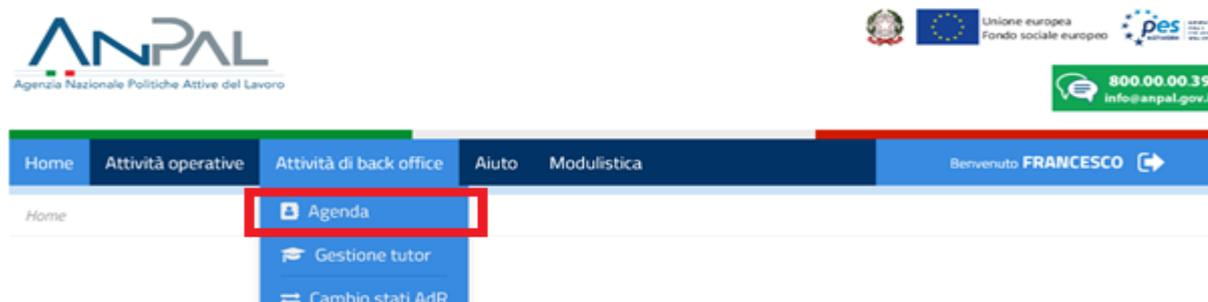 ANPAL
Agenzia Nazionale Politiche Attive del Lavoro
Unione europea
Fondo sociale europeo
pes
800.00.00.39
info@anpal.gov.
Home Attività operative Attività di back office Aiuto Modulistica Benvenuto FRANCESCO
Home
Agenda
Gestione tutor
Cambio stati AdR